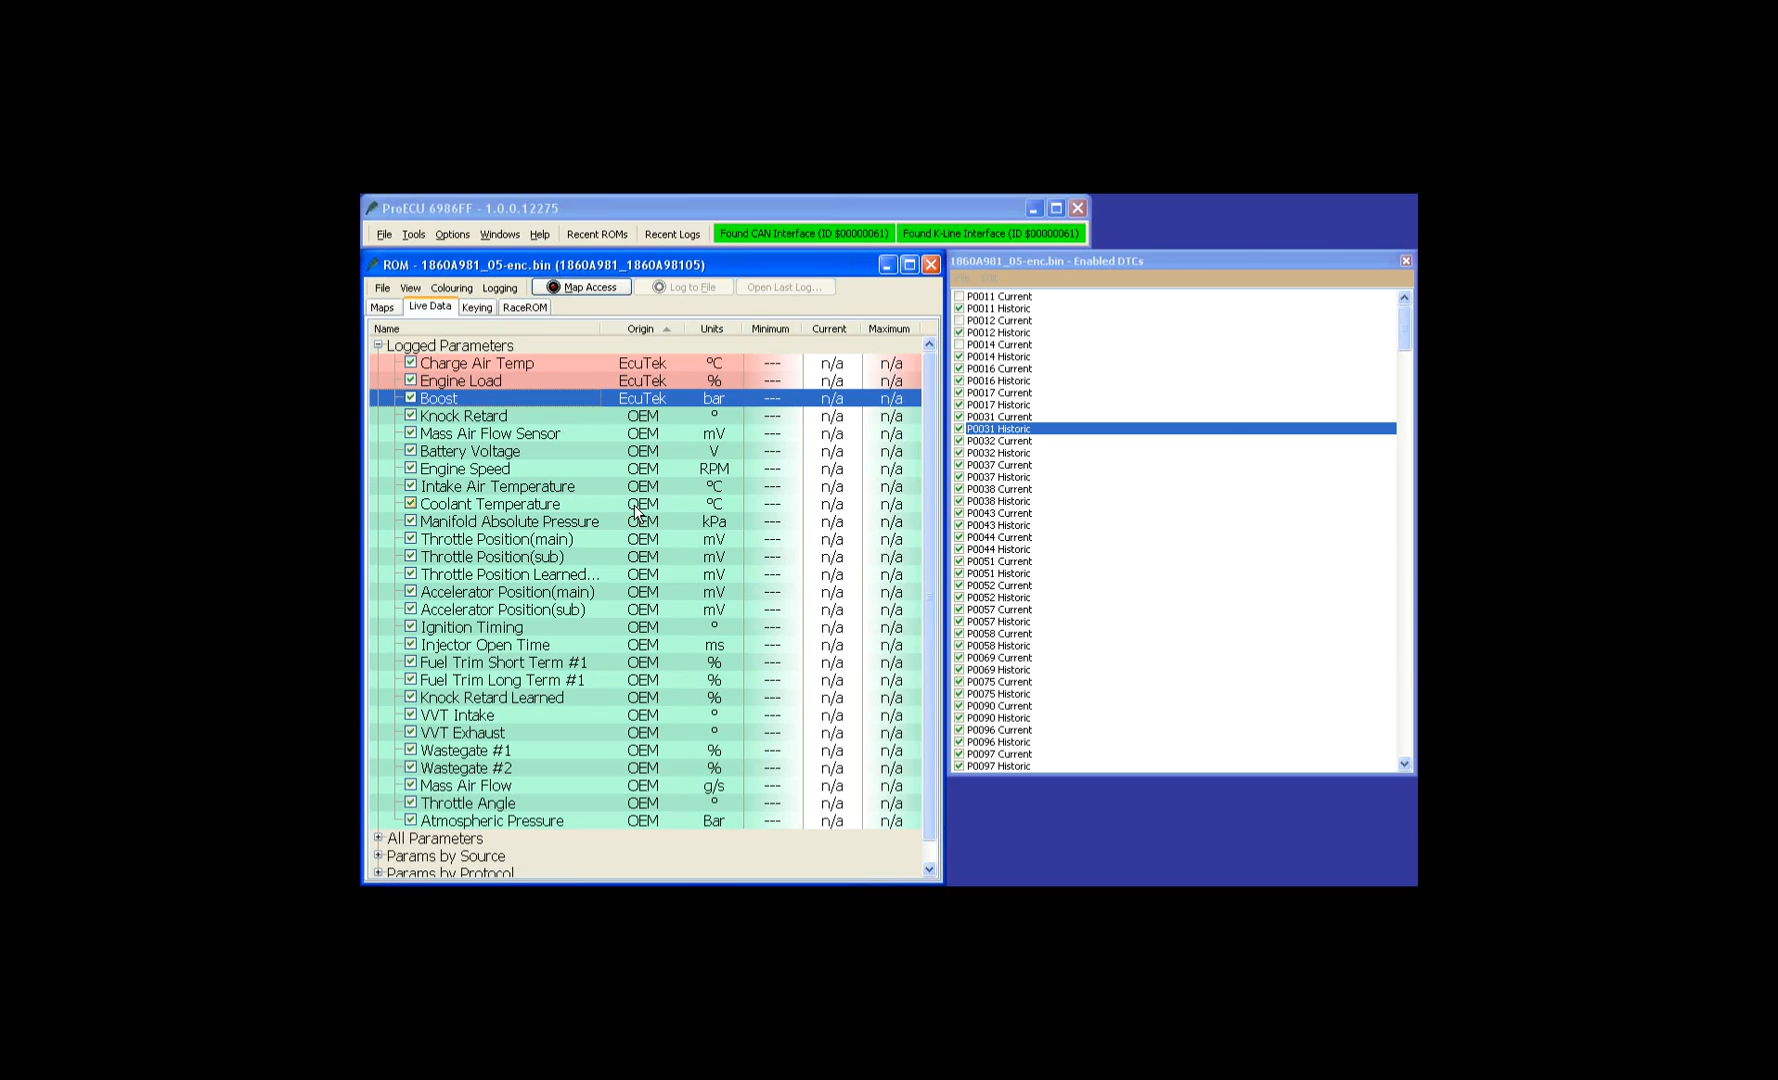 ProECU 6986FF - 1.0.0.12275
File Tools Options Windows Help Recent ROMs Recent Logs Found CAN Interface (ID $00000061) Found K-Line Interface (ID $00000061)
ROM - 1860A981_05-enc.bin (1860A981_1860A98105)
File View Colouring Logging Map Access Log to File Open Last Log...
Maps Live Data Keying RaceROM
Name Origin Units Minimum Current Maximum
Logged Parameters
Charge Air Temp EcuTek ºC --- n/a n/a
Engine Load EcuTek % --- n/a n/a
Boost EcuTek bar --- n/a n/a
Knock Retard OEM º --- n/a n/a
Mass Air Flow Sensor OEM mV --- n/a n/a
Battery Voltage OEM V --- n/a n/a
Engine Speed OEM RPM --- n/a n/a
Intake Air Temperature OEM ºC --- n/a n/a
Coolant Temperature OEM ºC --- n/a n/a
Manifold Absolute Pressure OEM kPa --- n/a n/a
Throttle Position(main) OEM mV --- n/a n/a
Throttle Position(sub) OEM mV --- n/a n/a
Throttle Position Learned... OEM mV --- n/a n/a
Accelerator Position(main) OEM mV --- n/a n/a
Accelerator Position(sub) OEM mV --- n/a n/a
Ignition Timing OEM º --- n/a n/a
Injector Open Time OEM ms --- n/a n/a
Fuel Trim Short Term #1 OEM % --- n/a n/a
Fuel Trim Long Term #1 OEM % --- n/a n/a
Knock Retard Learned OEM % --- n/a n/a
VVT Intake OEM º --- n/a n/a
VVT Exhaust OEM º --- n/a n/a
Wastegate #1 OEM % --- n/a n/a
Wastegate #2 OEM % --- n/a n/a
Mass Air Flow OEM g/s --- n/a n/a
Throttle Angle OEM º --- n/a n/a
Atmospheric Pressure OEM Bar --- n/a n/a
All Parameters
Params by Source
Params by Protocol
1860A981_05-enc.bin - Enabled DTCs
P0011 Current
P0011 Historic
P0012 Current
P0012 Historic
P0014 Current
P0014 Historic
P0016 Current
P0016 Historic
P0017 Current
P0017 Historic
P0031 Current
P0031 Historic
P0032 Current
P0032 Historic
P0037 Current
P0037 Historic
P0038 Current
P0038 Historic
P0043 Current
P0043 Historic
P0044 Current
P0044 Historic
P0051 Current
P0051 Historic
P0052 Current
P0052 Historic
P0057 Current
P0057 Historic
P0058 Current
P0058 Historic
P0069 Current
P0069 Historic
P0075 Current
P0075 Historic
P0090 Current
P0090 Historic
P0096 Current
P0096 Historic
P0097 Current
P0097 Historic